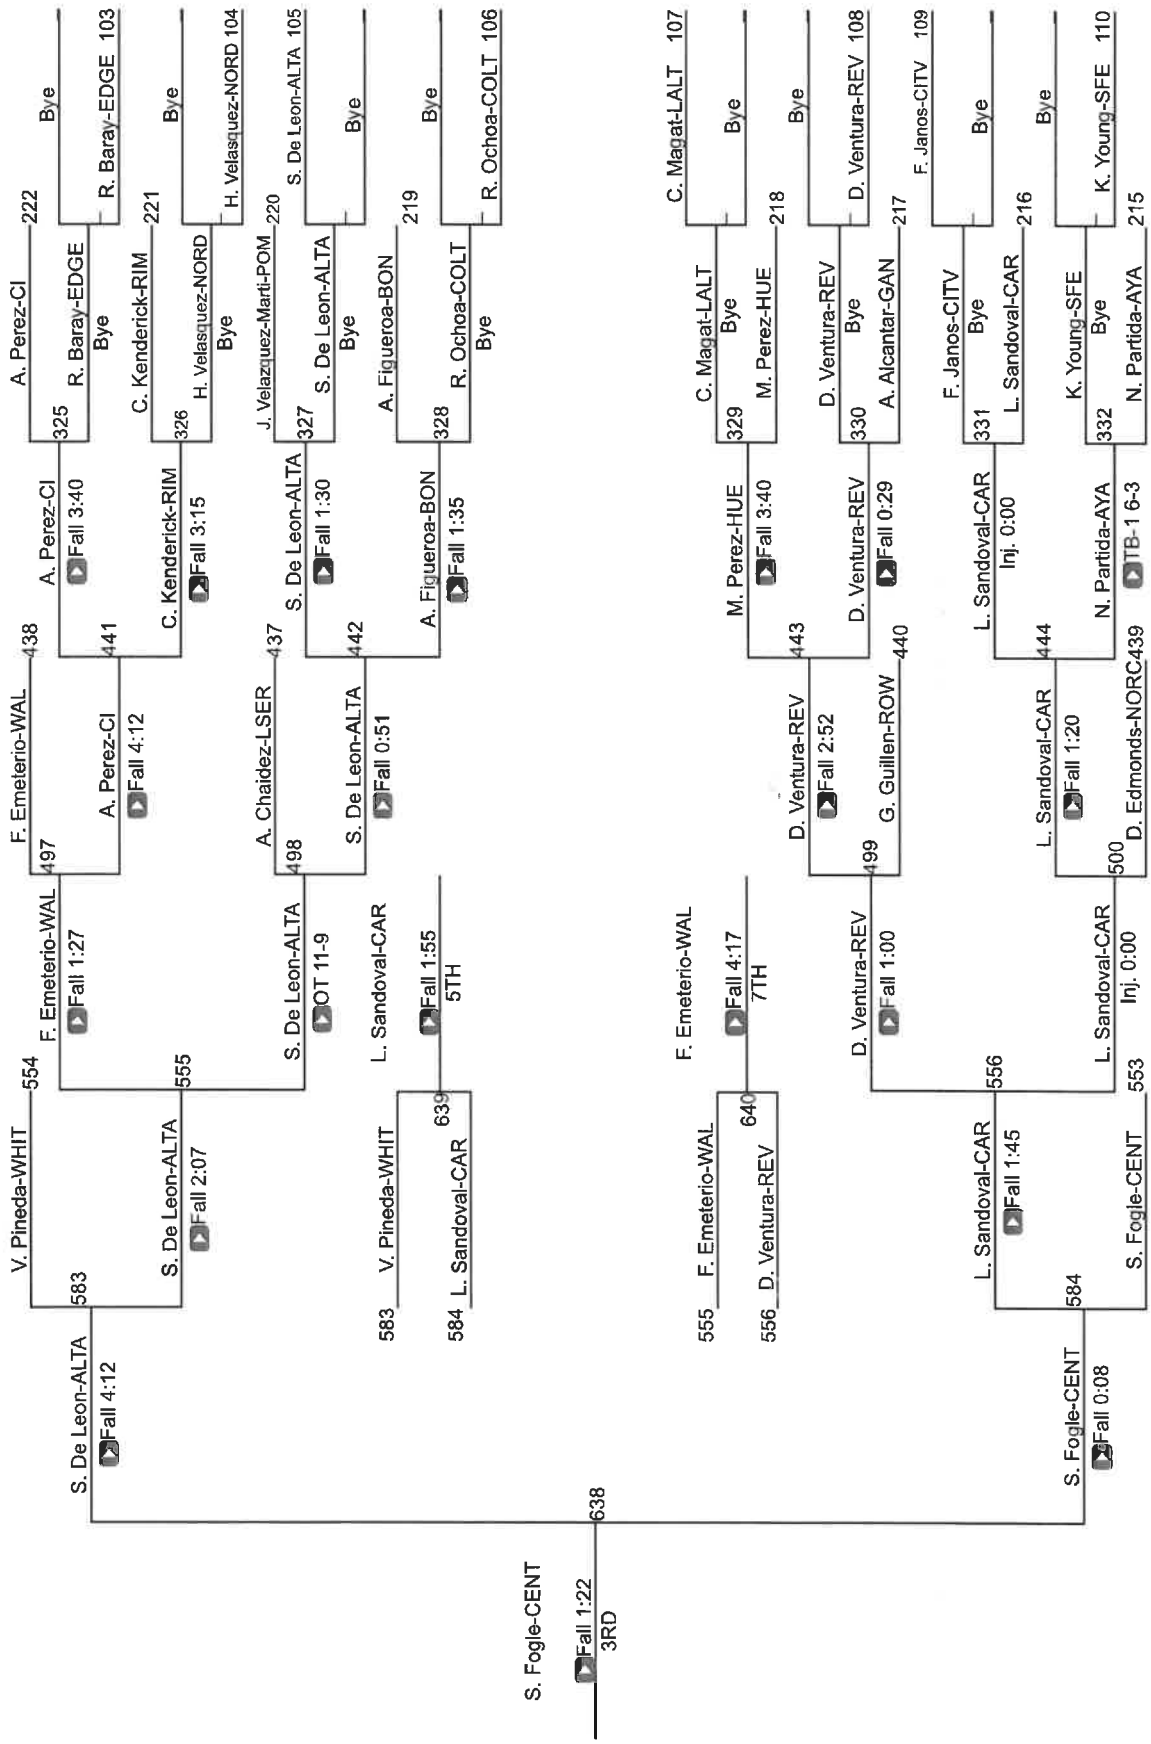 Bye
R. Baray-EDGE 103
Bye
H. Velasquez-NORD 104
S. De Leon-ALTA 105
Bye
Bye
R. Ochoa-COLT 106
C. Magat-LALT 107
Bye
Bye
D. Ventura-REV 108
F. Janos-CITV 109
Bye
Bye
K. Young-SFE 110
A. Perez-CI 222
R. Baray-EDGE
Bye
C. Kenderick-RIM 221
H. Velasquez-NORD
Bye
J. Velazquez-Marti-POM 220
S. De Leon-ALTA
Bye
A. Figueroa-BON 219
R. Ochoa-COLT
Bye
C. Magat-LALT
Bye
M. Perez-HUE 218
D. Ventura-REV
Bye
A. Alcantar-GAN 217
F. Janos-CITV
Bye
L. Sandoval-CAR 216
K. Young-SFE
Bye
N. Partida-AYA 215
A. Perez-CI 325
Fall 3:40
C. Kenderick-RIM 326
Fall 3:15
S. De Leon-ALTA 327
Fall 1:30
A. Figueroa-BON 328
Fall 1:35
M. Perez-HUE 329
Fall 3:40
D. Ventura-REV 330
Fall 0:29
L. Sandoval-CAR 331
Inj. 0:00
N. Partida-AYA 332
TB-1 6-3
F. Emeterio-WAL 438
A. Perez-CI 441
Fall 4:12
A. Chaidez-LSER 437
S. De Leon-ALTA 442
Fall 0:51
D. Ventura-REV 443
Fall 2:52
G. Guillen-ROW 440
L. Sandoval-CAR 444
Fall 1:20
D. Edmonds-NORC439
F. Emeterio-WAL 497
Fall 1:27
S. De Leon-ALTA 498
OT 11-9
L. Sandoval-CAR
Fall 1:55
5TH
F. Emeterio-WAL
Fall 4:17
7TH
D. Ventura-REV 499
Fall 1:00
L. Sandoval-CAR 500
Inj. 0:00
V. Pineda-WHIT 554
S. De Leon-ALTA 555
Fall 2:07
583 V. Pineda-WHIT
639
584 L. Sandoval-CAR
555 F. Emeterio-WAL
640
556 D. Ventura-REV
L. Sandoval-CAR 556
Fall 1:45
S. Fogle-CENT 553
S. De Leon-ALTA 583
Fall 4:12
S. Fogle-CENT 584
Fall 0:08
S. Fogle-CENT 638
Fall 1:22
3RD